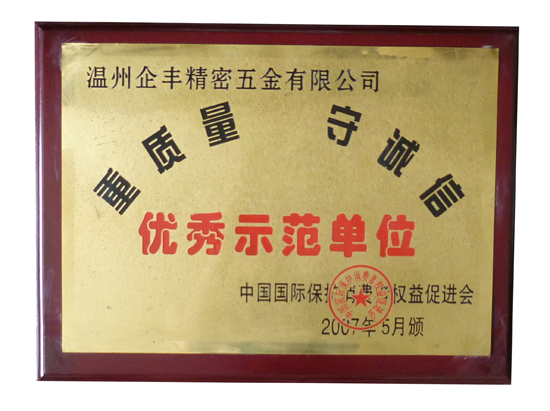 温州企丰精密五金有限公司
重质量 守诚信
优秀示范单位
中国国际保护消费者权益促进会
2007年5月颁